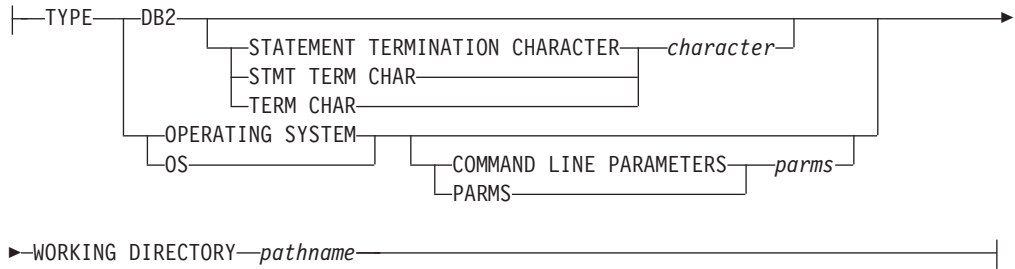 TYPE DB2
STATEMENT TERMINATION CHARACTER character
STMT TERM CHAR
TERM CHAR
OPERATING SYSTEM
OS
COMMAND LINE PARAMETERS parms
PARMS
WORKING DIRECTORY pathname